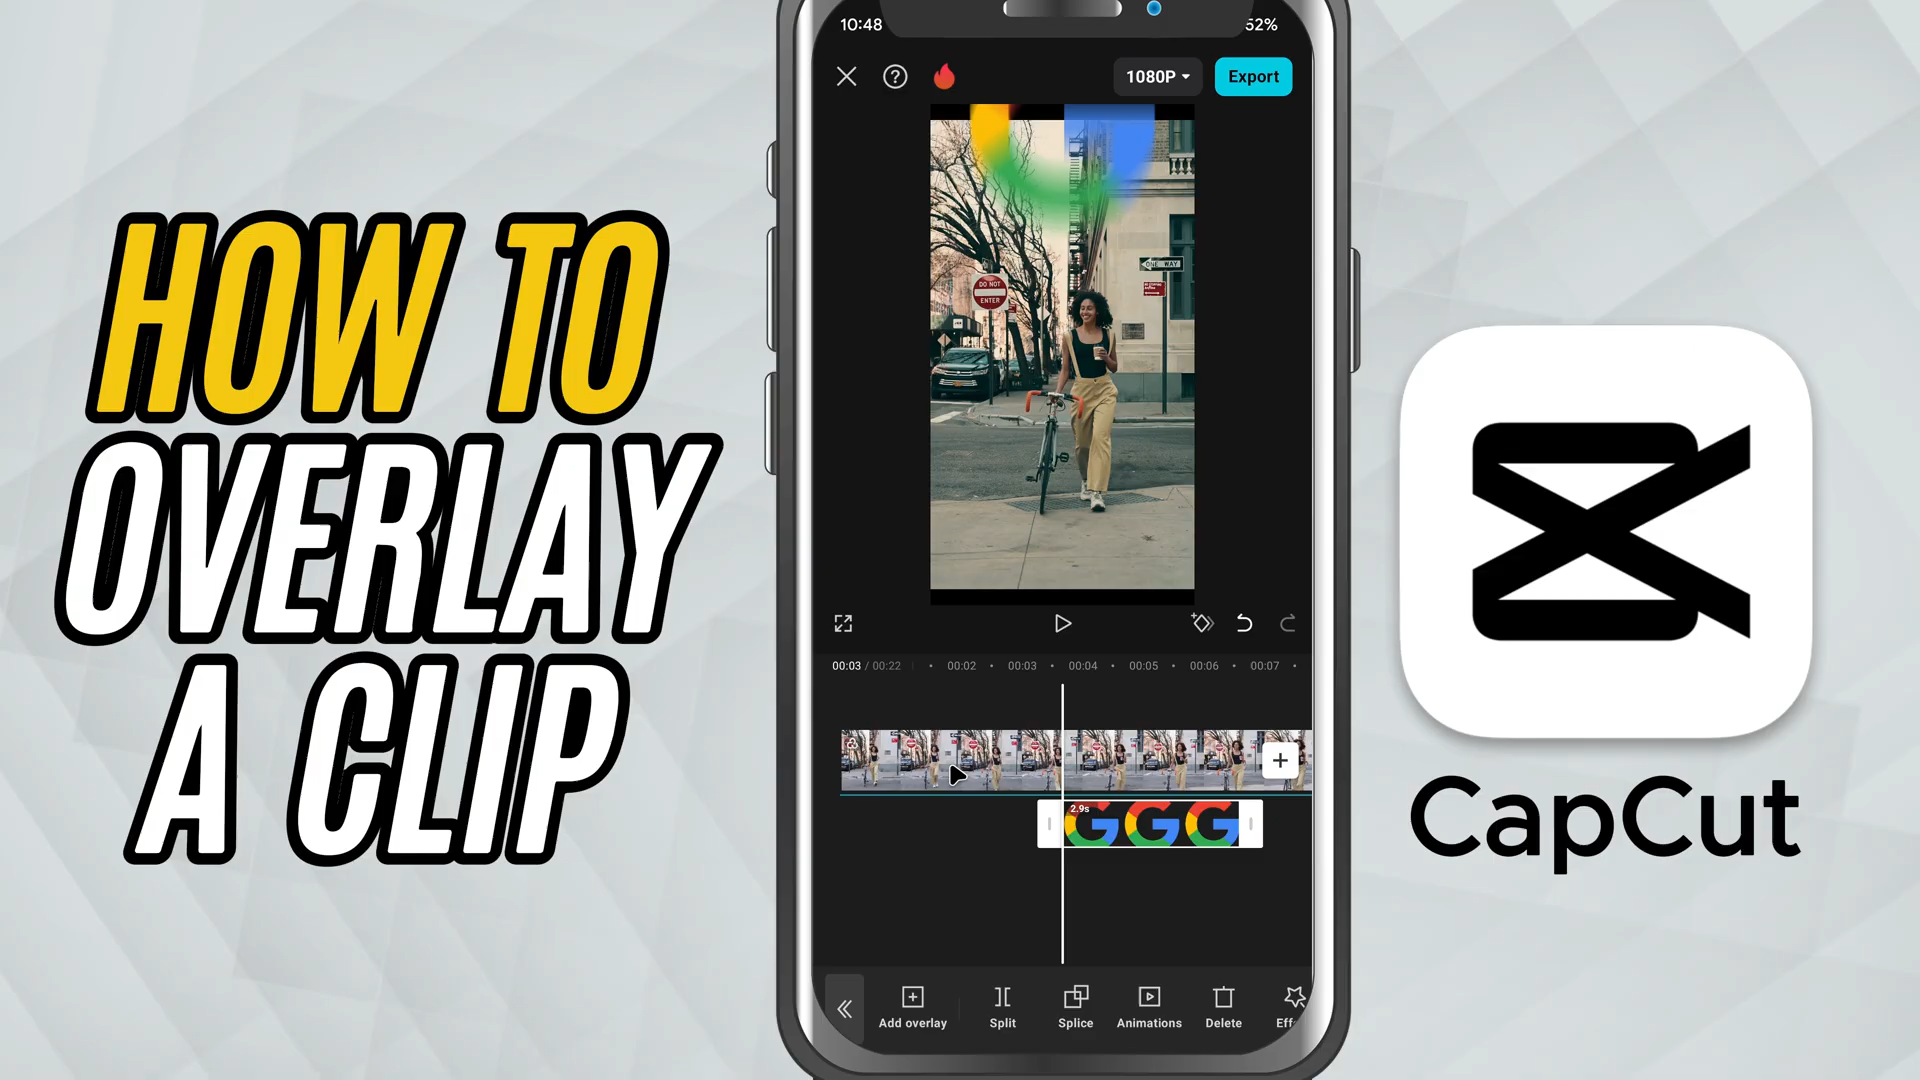 HOW TO
OVERLAY
A CLIP
10:48
52%
1080P
Export
ONE WAY
DO NOT
ENTER
00:03 / 00:22
00:02
00:03
00:04
00:05
00:06
00:07
2.9s
G G G
Add overlay
Split
Splice
Animations
Delete
Eff
CapCut